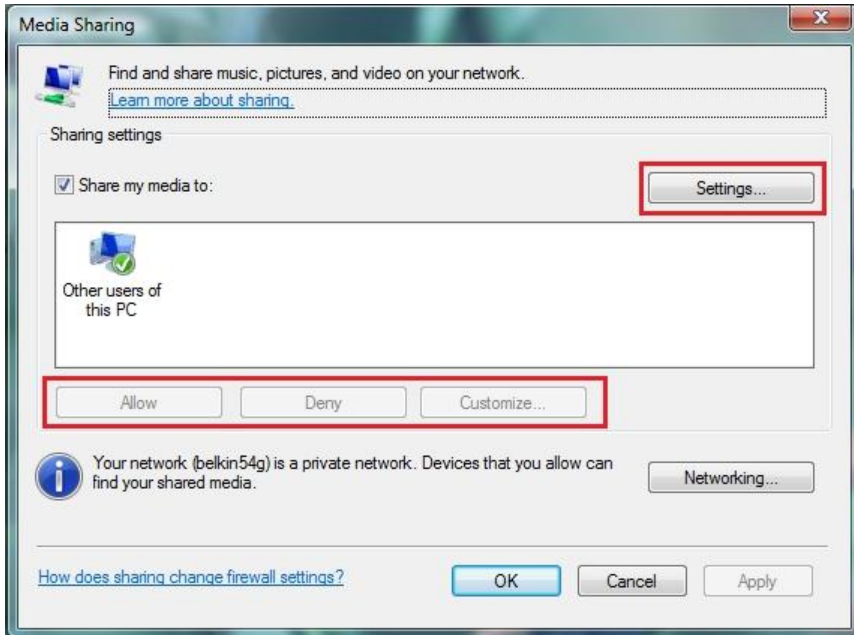 Media Sharing
Find and share music, pictures, and video on your network.
Learn more about sharing.
Sharing settings
Share my media to:
Settings...
Other users of
this PC
Allow
Deny
Customize...
Your network (belkin54g) is a private network. Devices that you allow can
find your shared media.
Networking...
How does sharing change firewall settings?
OK
Cancel
Apply